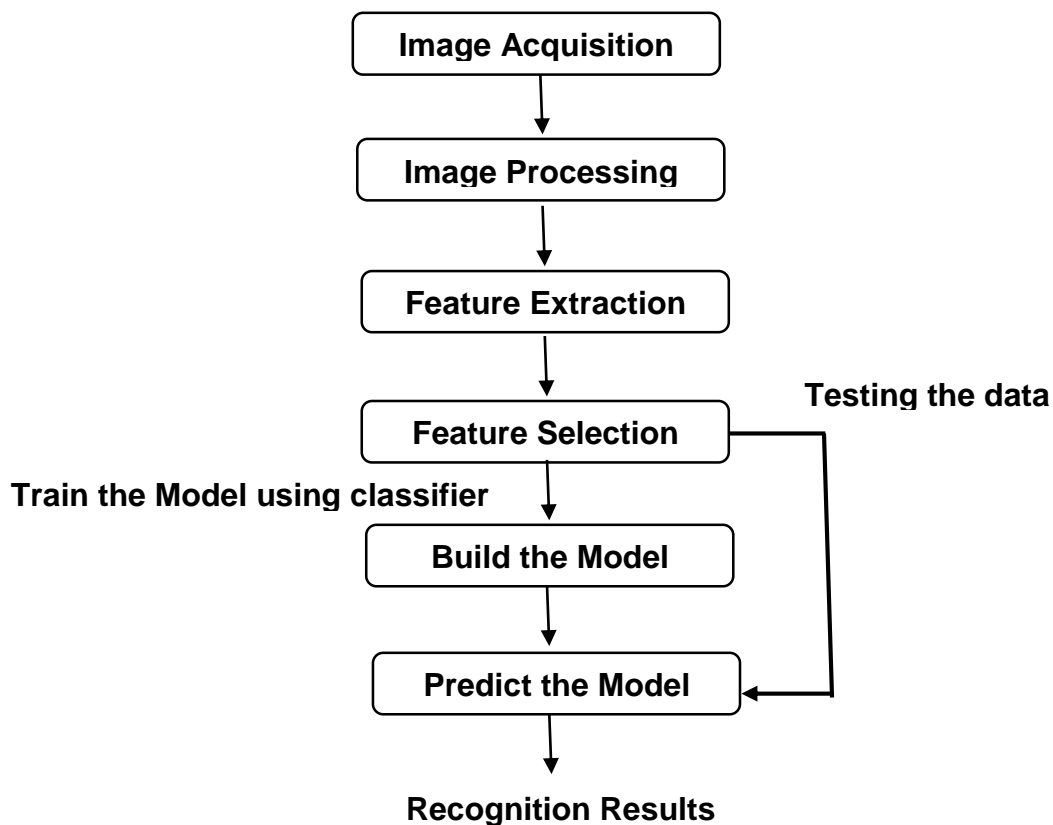 Image Acquisition
Image Processing
Feature Extraction
Testing the data
Feature Selection
Train the Model using classifier
Build the Model
Predict the Model
Recognition Results